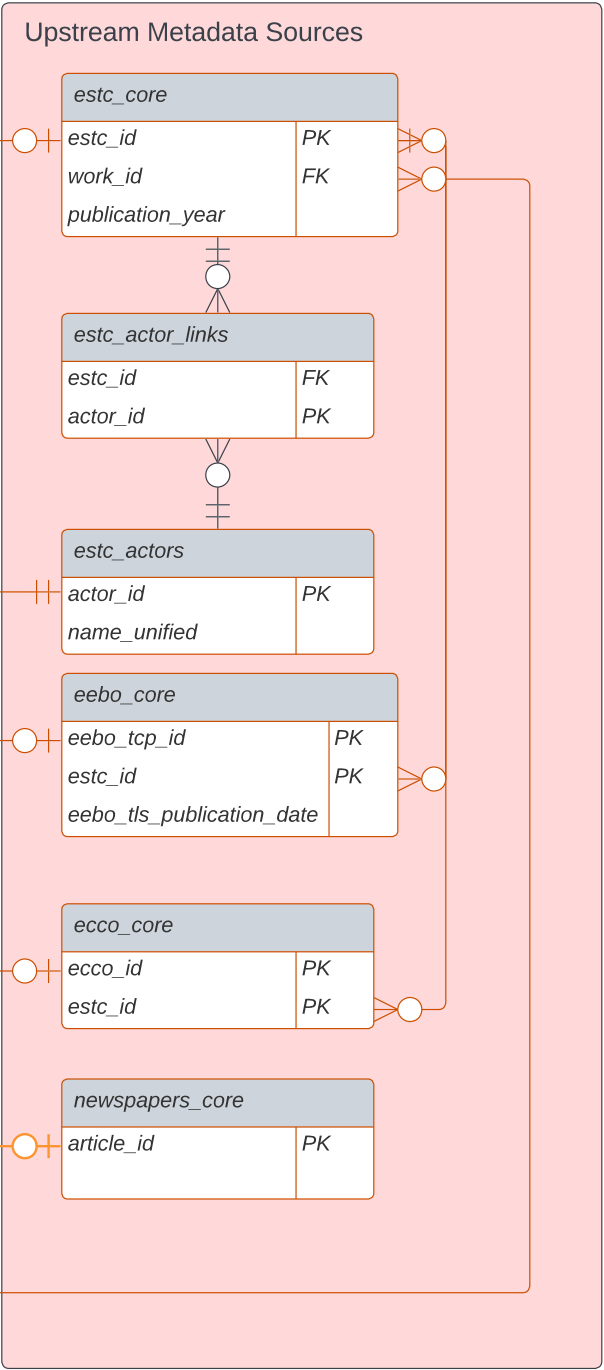 Upstream Metadata Sources
estc_core
estc_id PK
work_id FK
publication_year
estc_actor_links
estc_id FK
actor_id PK
estc_actors
actor_id PK
name_unified
eebo_core
eebo_tcp_id PK
estc_id PK
eebo_tls_publication_date
ecco_core
ecco_id PK
estc_id PK
newspapers_core
article_id PK